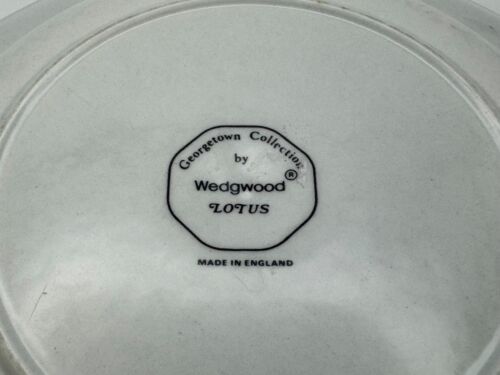 Georgetown Collection
by
Wedgwood®
LOTUS
MADE IN ENGLAND